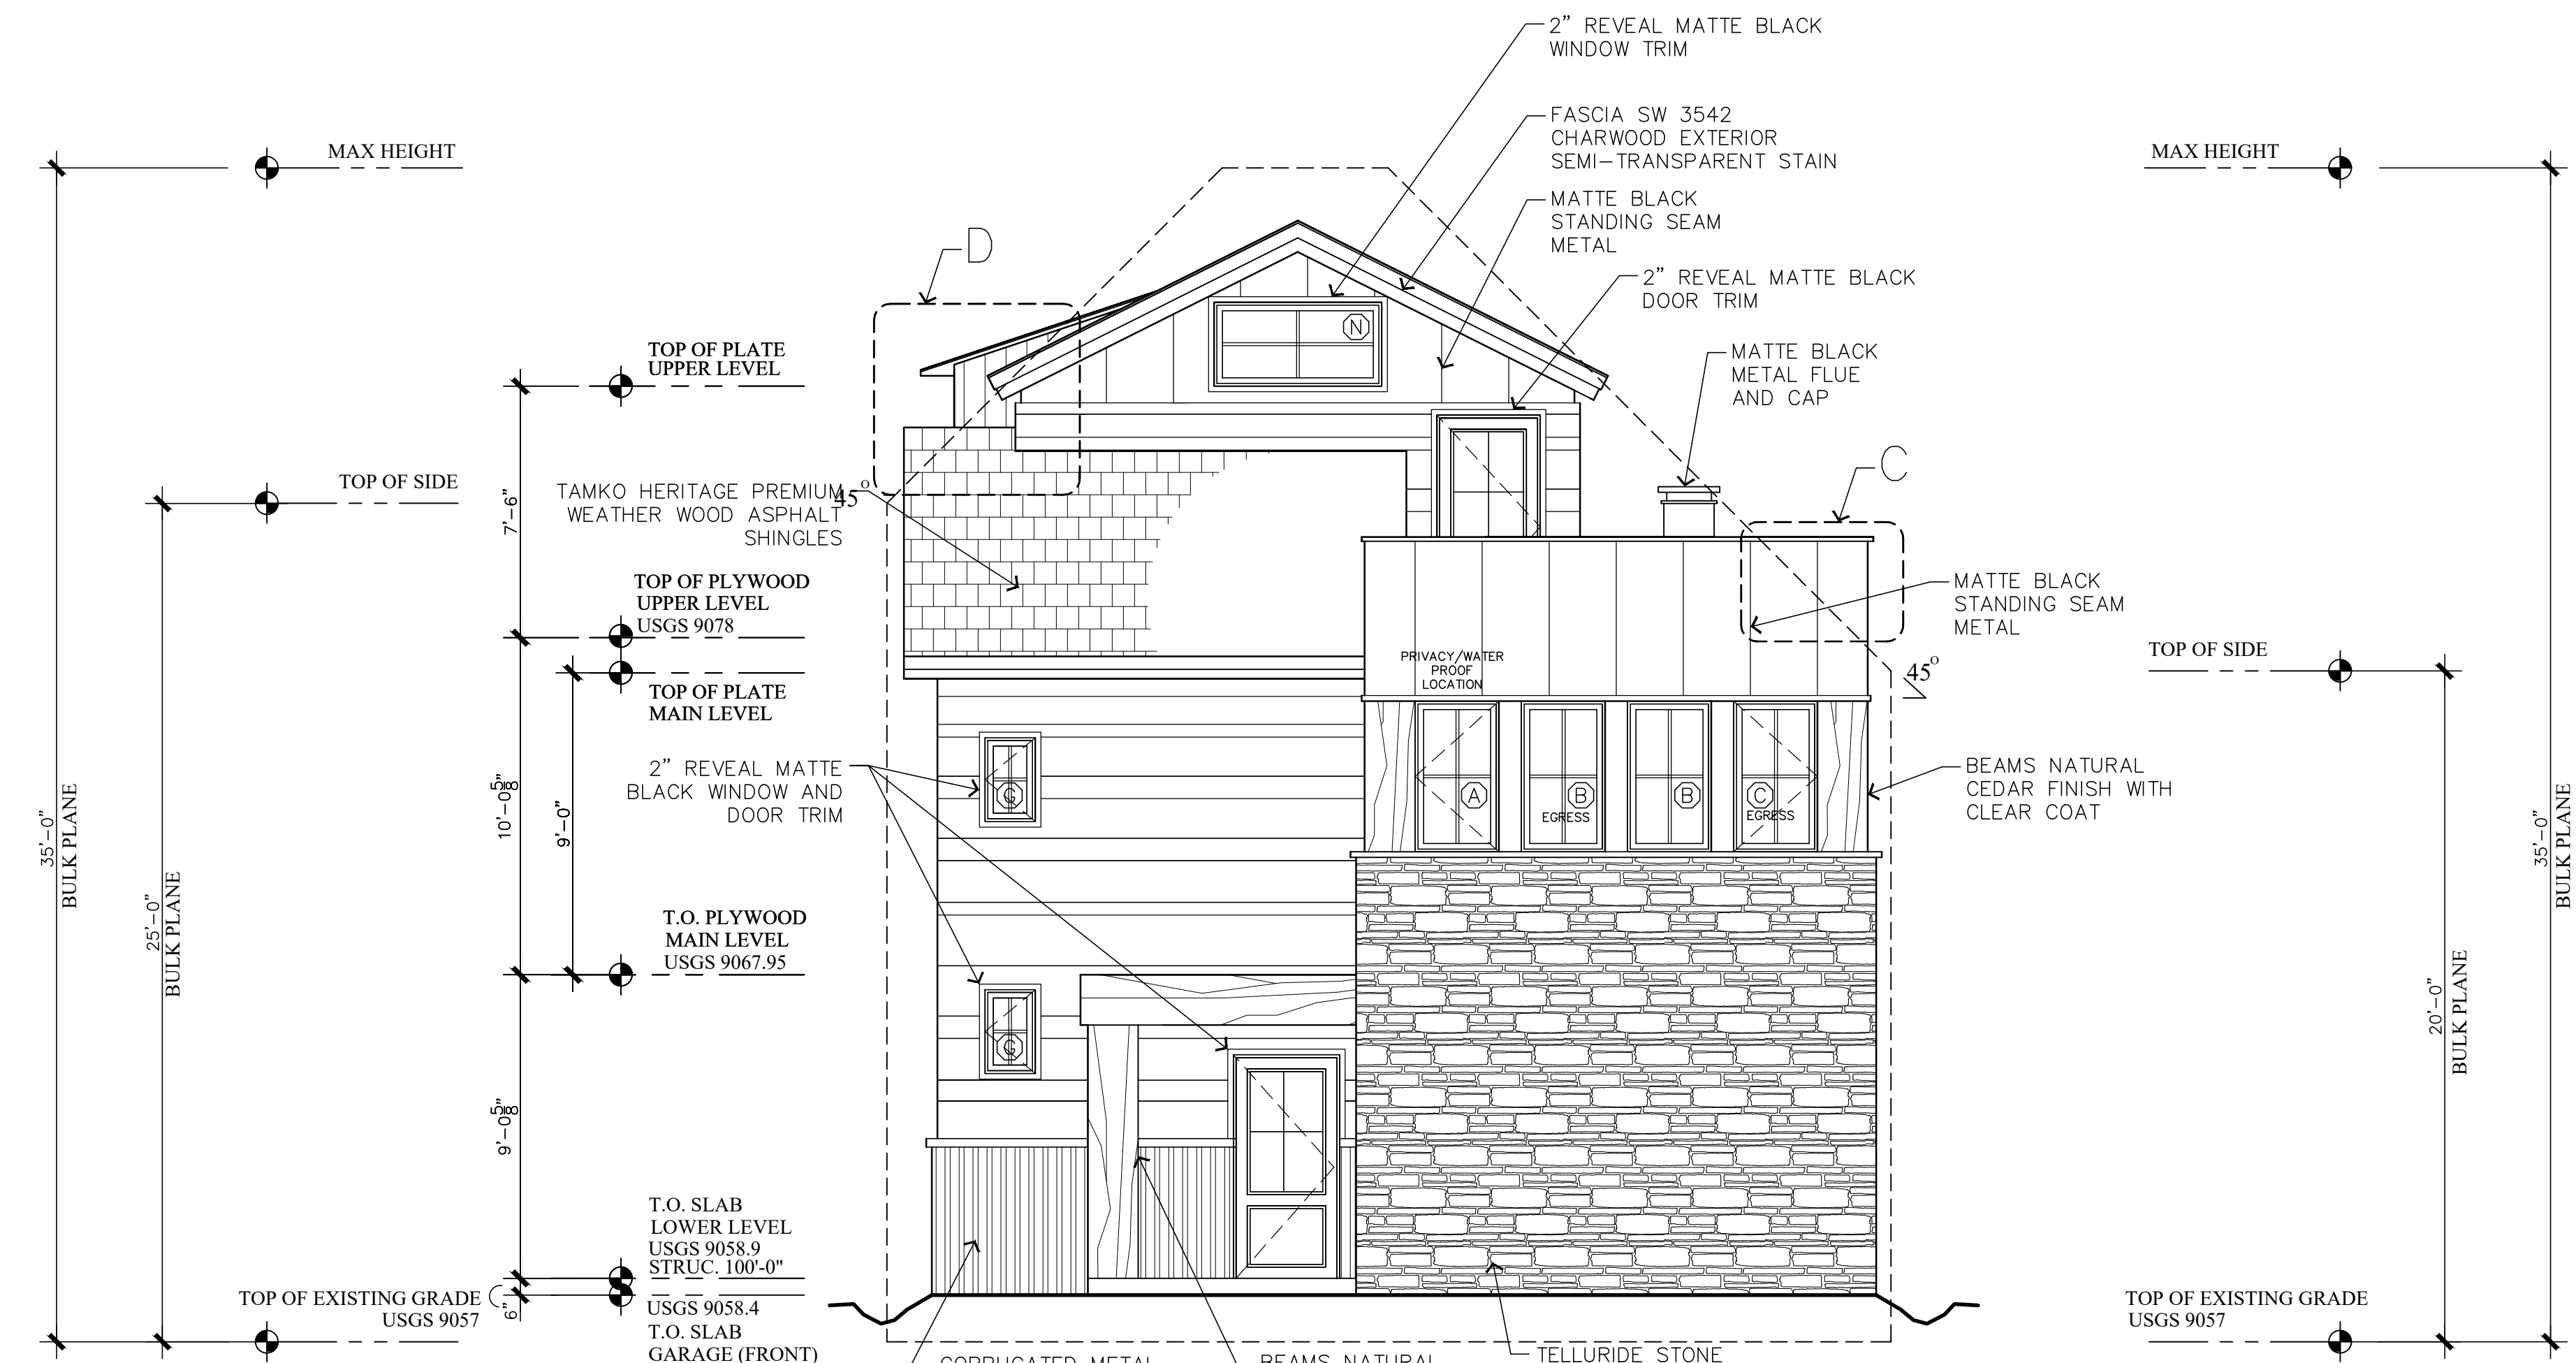 2” REVEAL MATTE BLACK
WINDOW TRIM
FASCIA SW 3542
CHARWOOD EXTERIOR
SEMI-TRANSPARENT STAIN
MATTE BLACK
STANDING SEAM
METAL
2” REVEAL MATTE BLACK
DOOR TRIM
MATTE BLACK
METAL FLUE
AND CAP
MAX HEIGHT
MAX HEIGHT
D
N
C
TOP OF PLATE
UPPER LEVEL
TOP OF SIDE
7'-6"
TAMKO HERITAGE PREMIUM
WEATHER WOOD ASPHALT
SHINGLES
45°
TOP OF PLYWOOD
UPPER LEVEL
USGS 9078
TOP OF PLATE
MAIN LEVEL
PRIVACY/WATER
PROOF
LOCATION
MATTE BLACK
STANDING SEAM
METAL
45°
TOP OF SIDE
2” REVEAL MATTE
BLACK WINDOW AND
DOOR TRIM
G
A
B
EGRESS
B
C
EGRESS
BEAMS NATURAL
CEDAR FINISH WITH
CLEAR COAT
35'-0"
BULK PLANE
25'-0"
BULK PLANE
10'-0 5/8"
9'-0"
T.O. PLYWOOD
MAIN LEVEL
USGS 9067.95
G
20'-0"
BULK PLANE
35'-0"
BULK PLANE
9'-0 5/8"
T.O. SLAB
LOWER LEVEL
USGS 9058.9
STRUC. 100'-0"
TOP OF EXISTING GRADE
USGS 9057
6"
USGS 9058.4
T.O. SLAB
GARAGE (FRONT)
CORRUGATED METAL
BEAMS NATURAL
TELLURIDE STONE
TOP OF EXISTING GRADE
USGS 9057